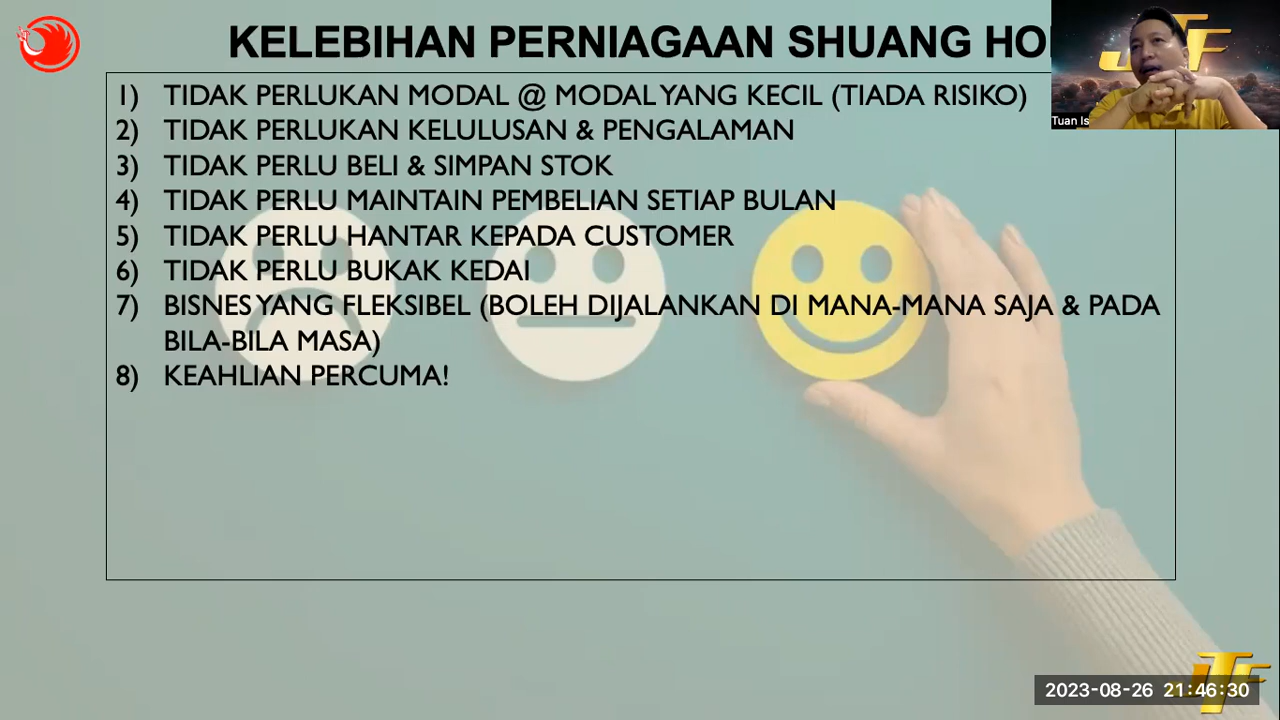 KELEBIHAN PERNIAGAAN SHUANG HO
1) TIDAK PERLUKAN MODAL @ MODAL YANG KECIL (TIADA RISIKO)
2) TIDAK PERLUKAN KELULUSAN & PENGALAMAN
3) TIDAK PERLU BELI & SIMPAN STOK
4) TIDAK PERLU MAINTAIN PEMBELIAN SETIAP BULAN
5) TIDAK PERLU HANTAR KEPADA CUSTOMER
6) TIDAK PERLU BUKAK KEDAI
7) BISNES YANG FLEKSIBEL (BOLEH DIJALANKAN DI MANA-MANA SAJA & PADA
BILA-BILA MASA)
8) KEAHLIAN PERCUMA!
Tuan Is
JTF
JTF
2023-08-26 21:46:30